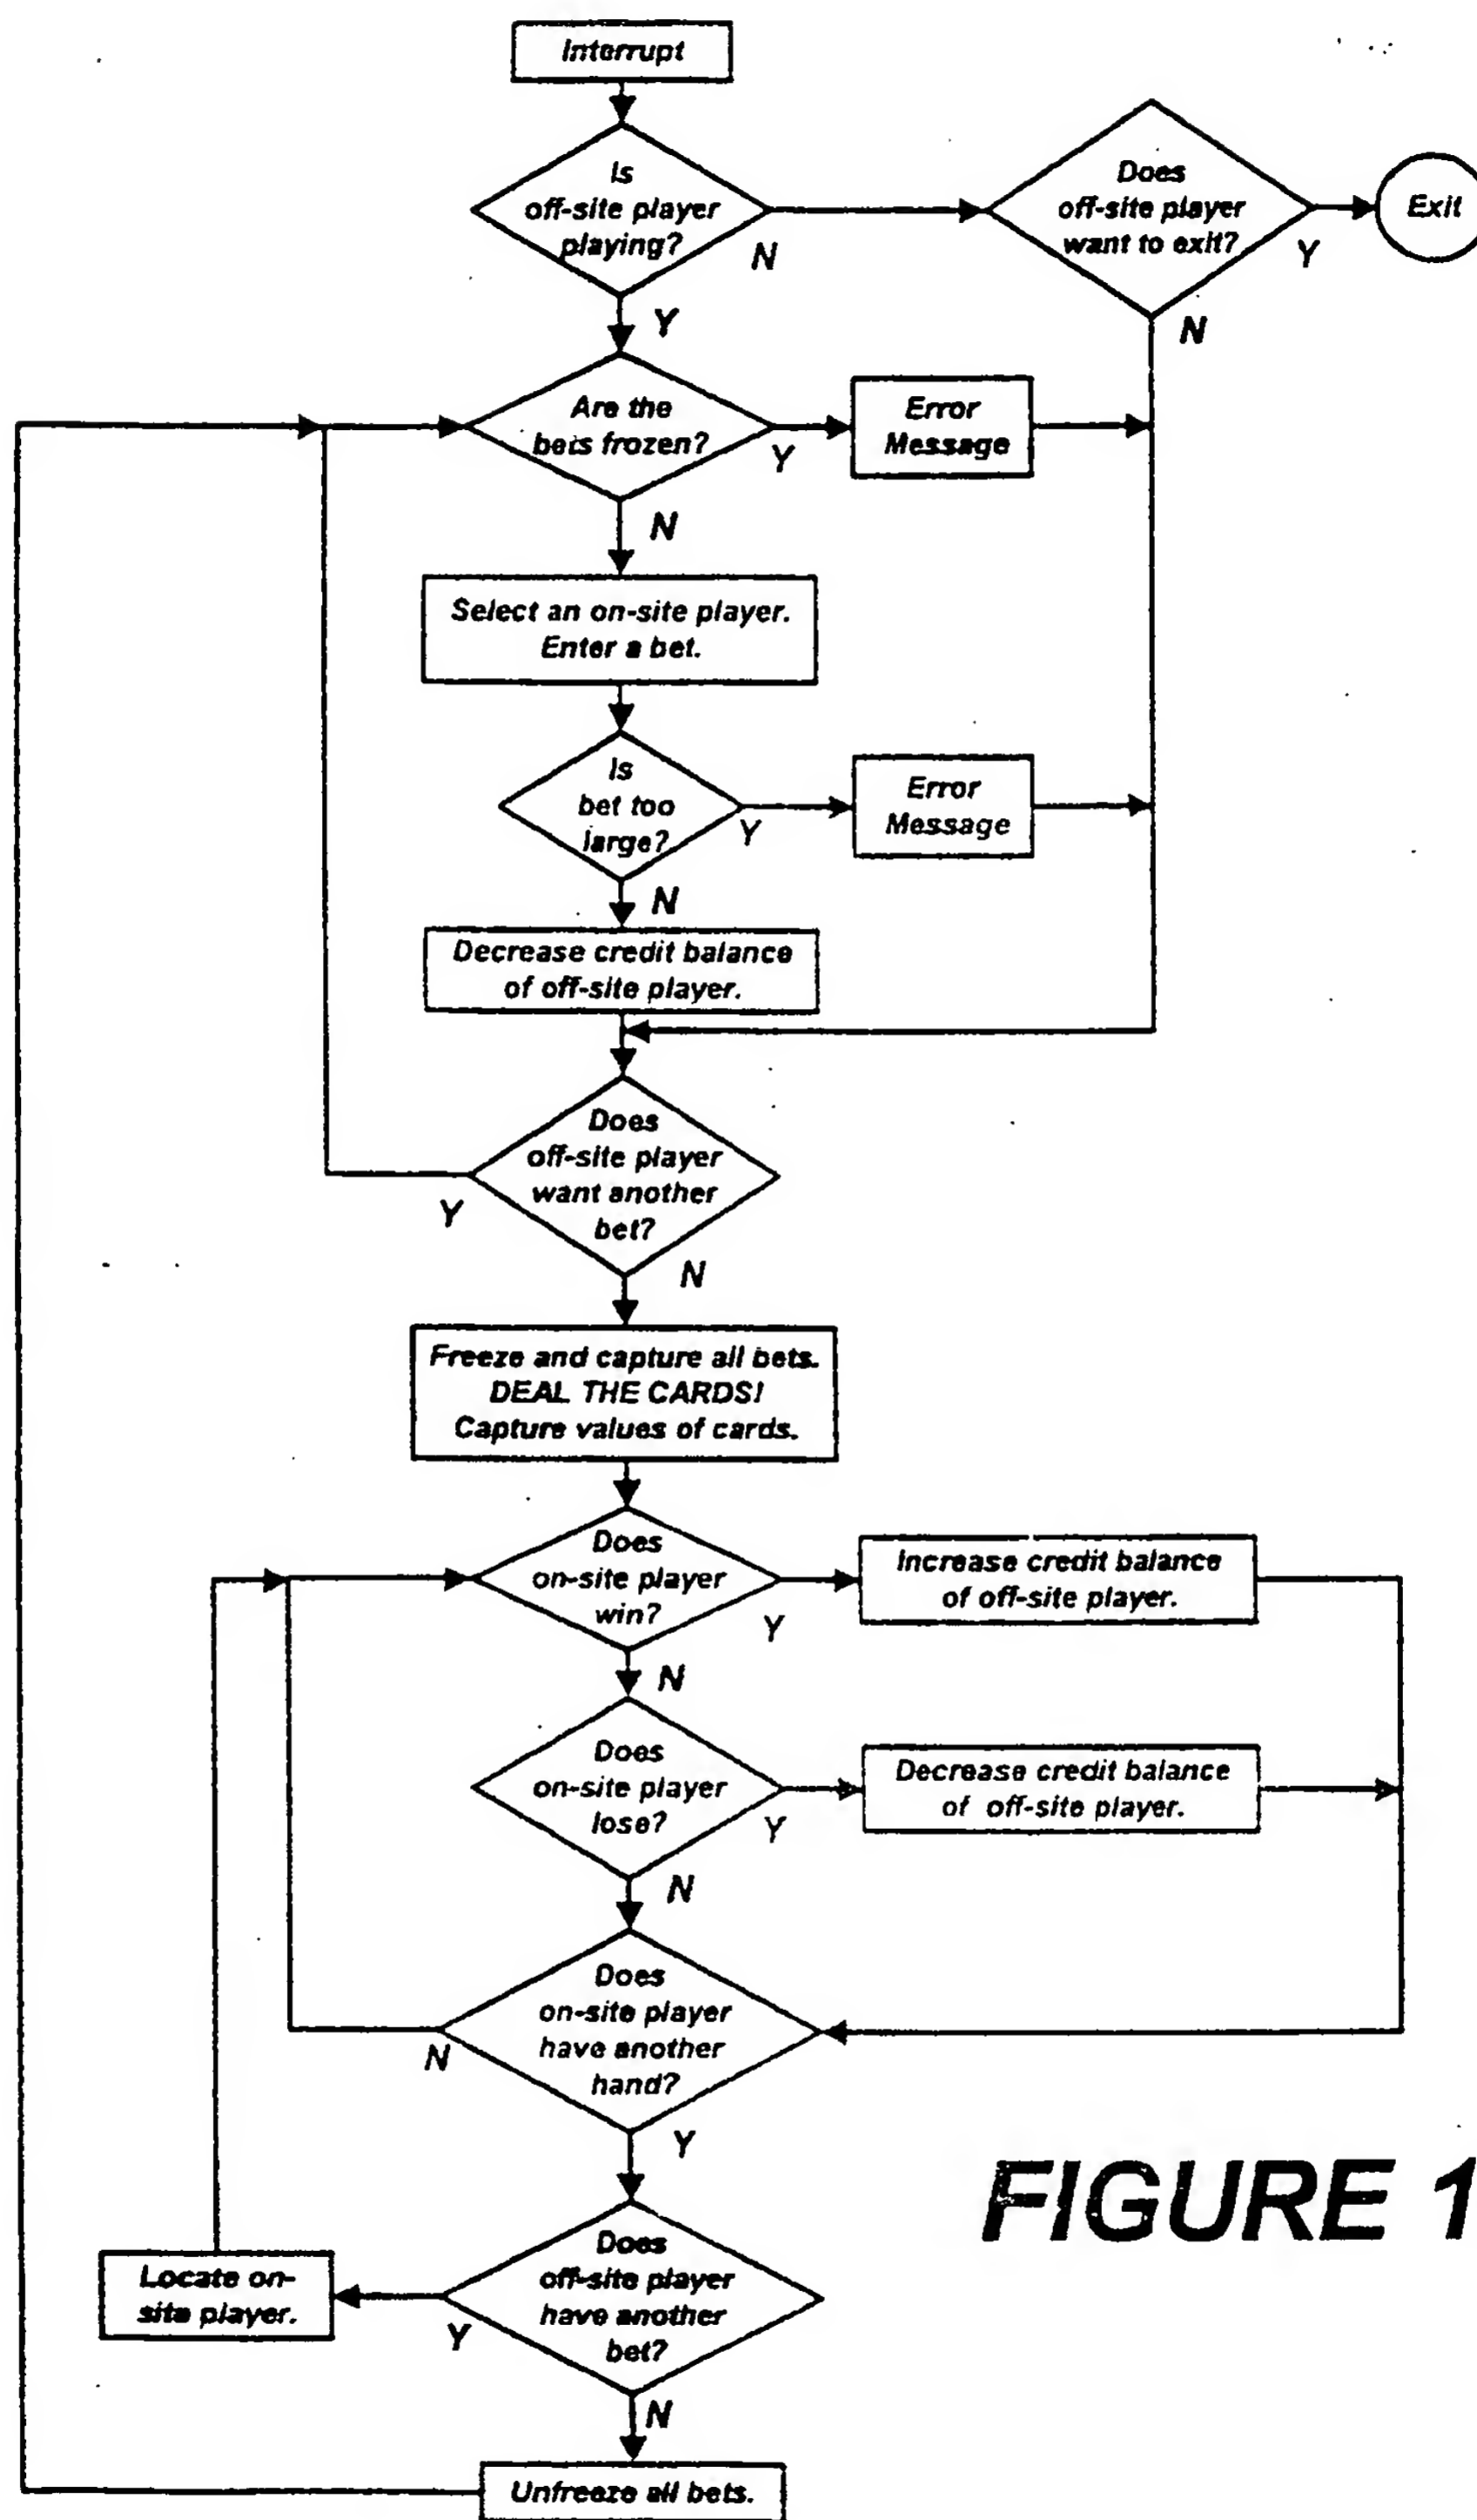 Interrupt
Is
off-site player
playing?
N
Does
off-site player
want to exit?
Y
Exit
Y
N
Are the
bets frozen?
Y
Error
Message
N
Select an on-site player.
Enter a bet.
Is
bet too
large?
Y
Error
Message
N
Decrease credit balance
of off-site player.
Does
off-site player
want another
bet?
Y
N
Freeze and capture all bets.
DEAL THE CARDS!
Capture values of cards.
Does
on-site player
win?
Y
Increase credit balance
of off-site player.
N
Does
on-site player
lose?
Y
Decrease credit balance
of off-site player.
N
Does
on-site player
have another
hand?
N
Y
Does
off-site player
have another
bet?
Locate on-
site player.
Y
N
Unfreeze all bets.
FIGURE 1